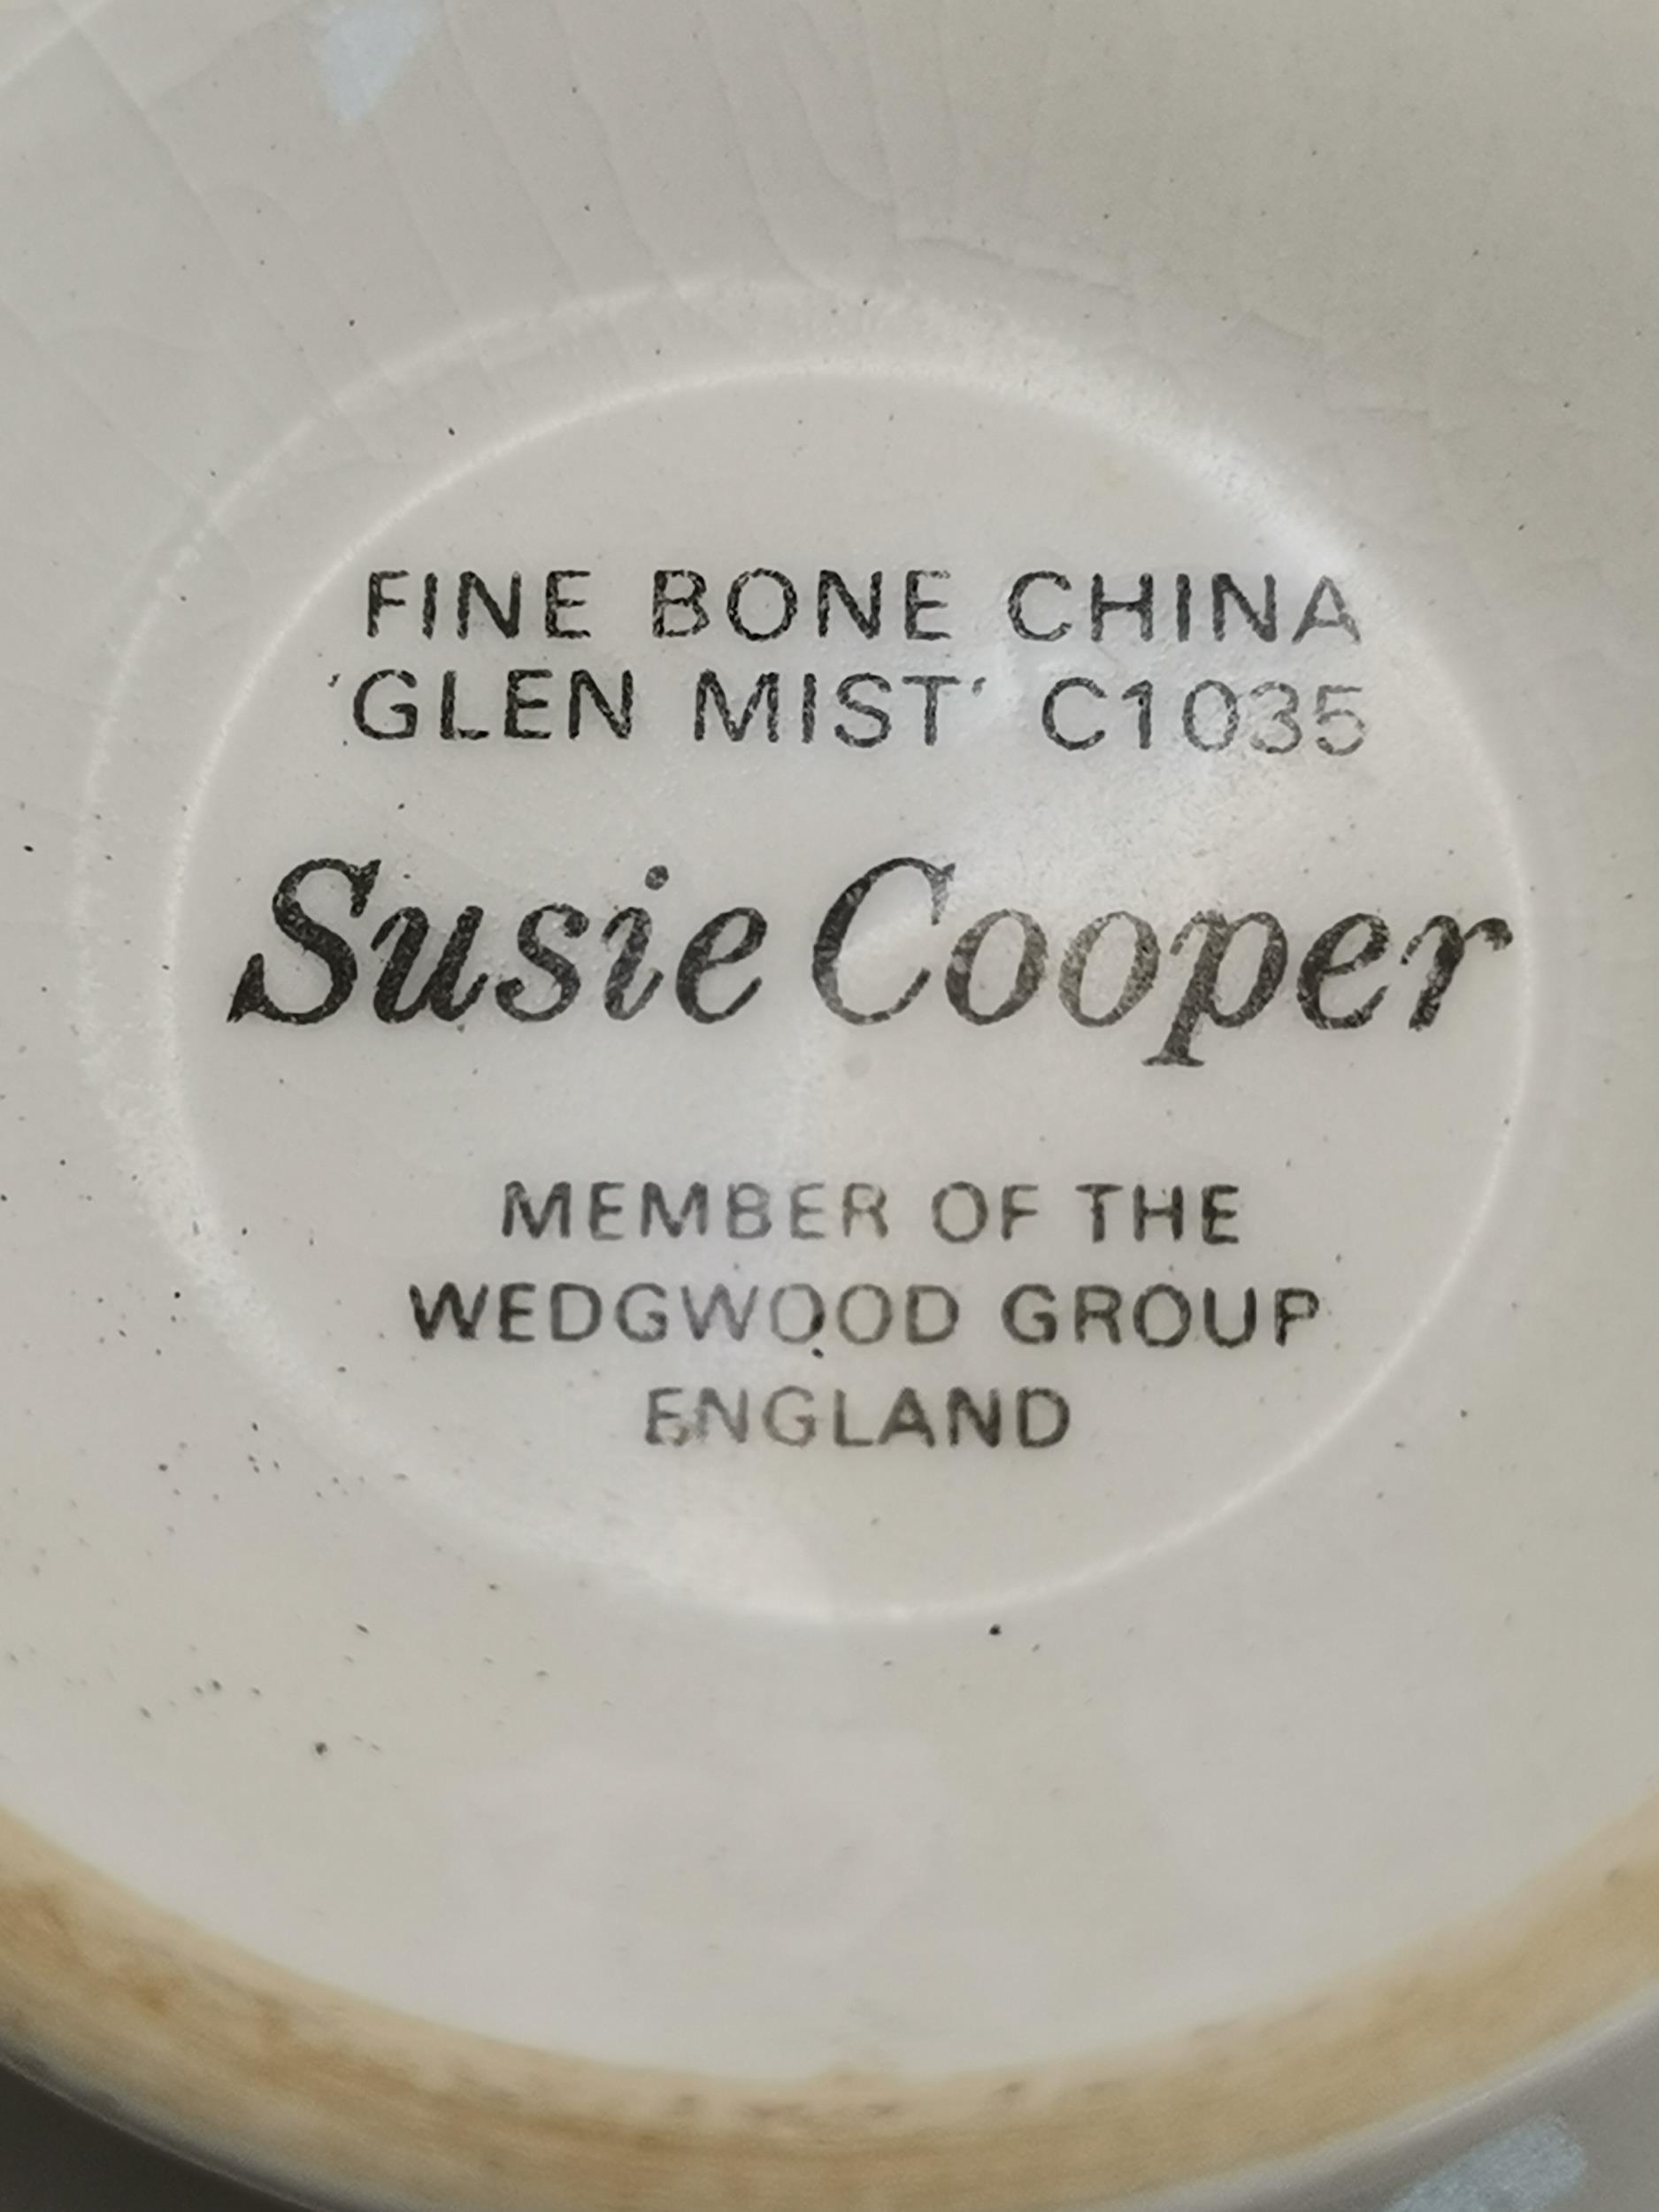 FINE BONE CHINA
'GLEN MIST' C1035
Susie Cooper
MEMBER OF THE
WEDGWOOD GROUP
ENGLAND